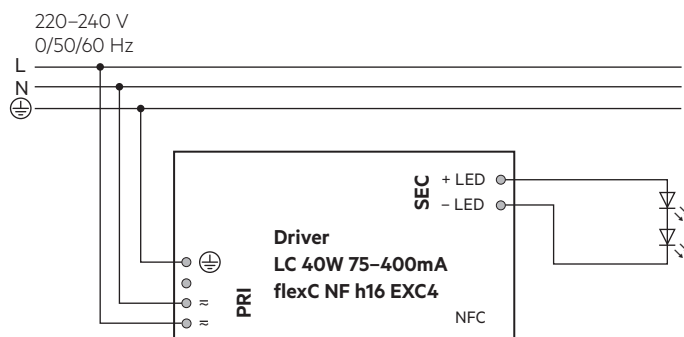 220–240 V
0/50/60 Hz
L
N
+ LED
SEC
– LED
Driver
LC 40W 75–400mA
flexC NF h16 EXC4
PRI
≂
≂
NFC